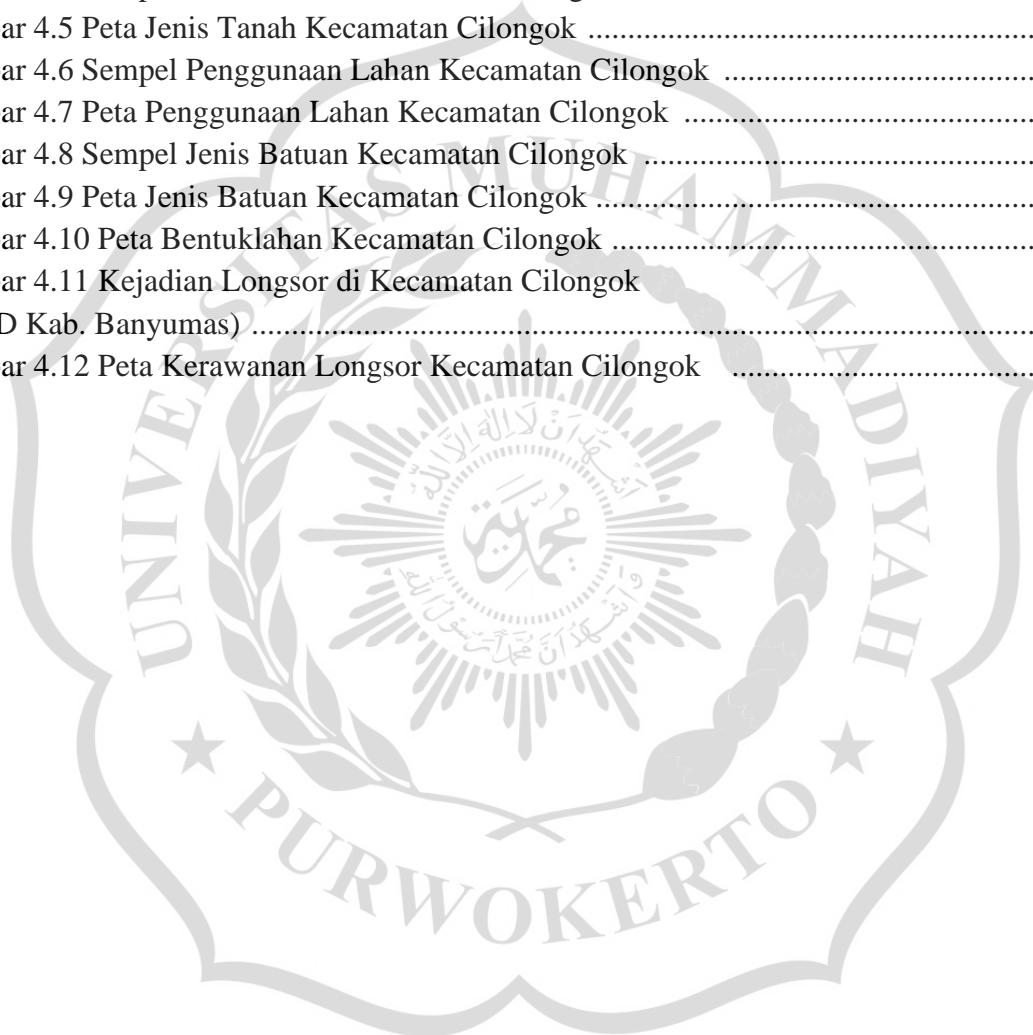 ar 4.5 Peta Jenis Tanah Kecamatan Cilongok ........................................................................
ar 4.6 Sempel Penggunaan Lahan Kecamatan Cilongok ..................................................
ar 4.7 Peta Penggunaan Lahan Kecamatan Cilongok .........................................................
ar 4.8 Sempel Jenis Batuan Kecamatan Cilongok ..............................................................
ar 4.9 Peta Jenis Batuan Kecamatan Cilongok ......................................................................
ar 4.10 Peta Bentuklahan Kecamatan Cilongok ....................................................................
ar 4.11 Kejadian Longsor di Kecamatan Cilongok
D Kab. Banyumas) ............................................................................................................................
ar 4.12 Peta Kerawanan Longsor Kecamatan Cilongok ..................................................
UNIVERSITAS MUHAMMADIYAH
PURWOKERTO